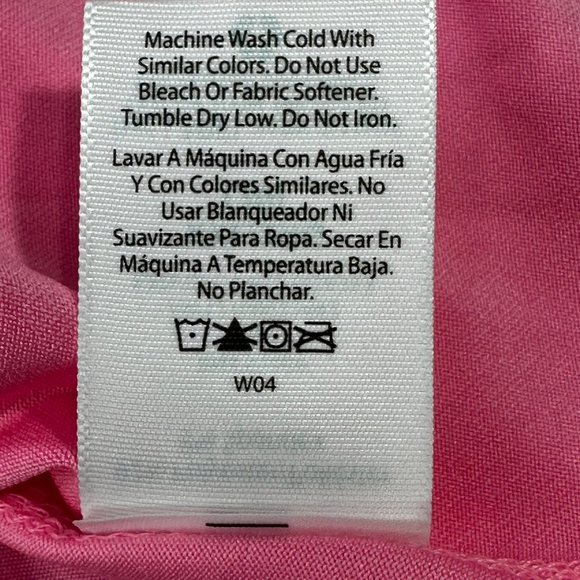 Machine Wash Cold With
Similar Colors. Do Not Use
Bleach Or Fabric Softener.
Tumble Dry Low. Do Not Iron.
Lavar A Máquina Con Agua Fría
Y Con Colores Similares. No
Usar Blanqueador Ni
Suavizante Para Ropa. Secar En
Máquina A Temperatura Baja.
No Planchar.
W04